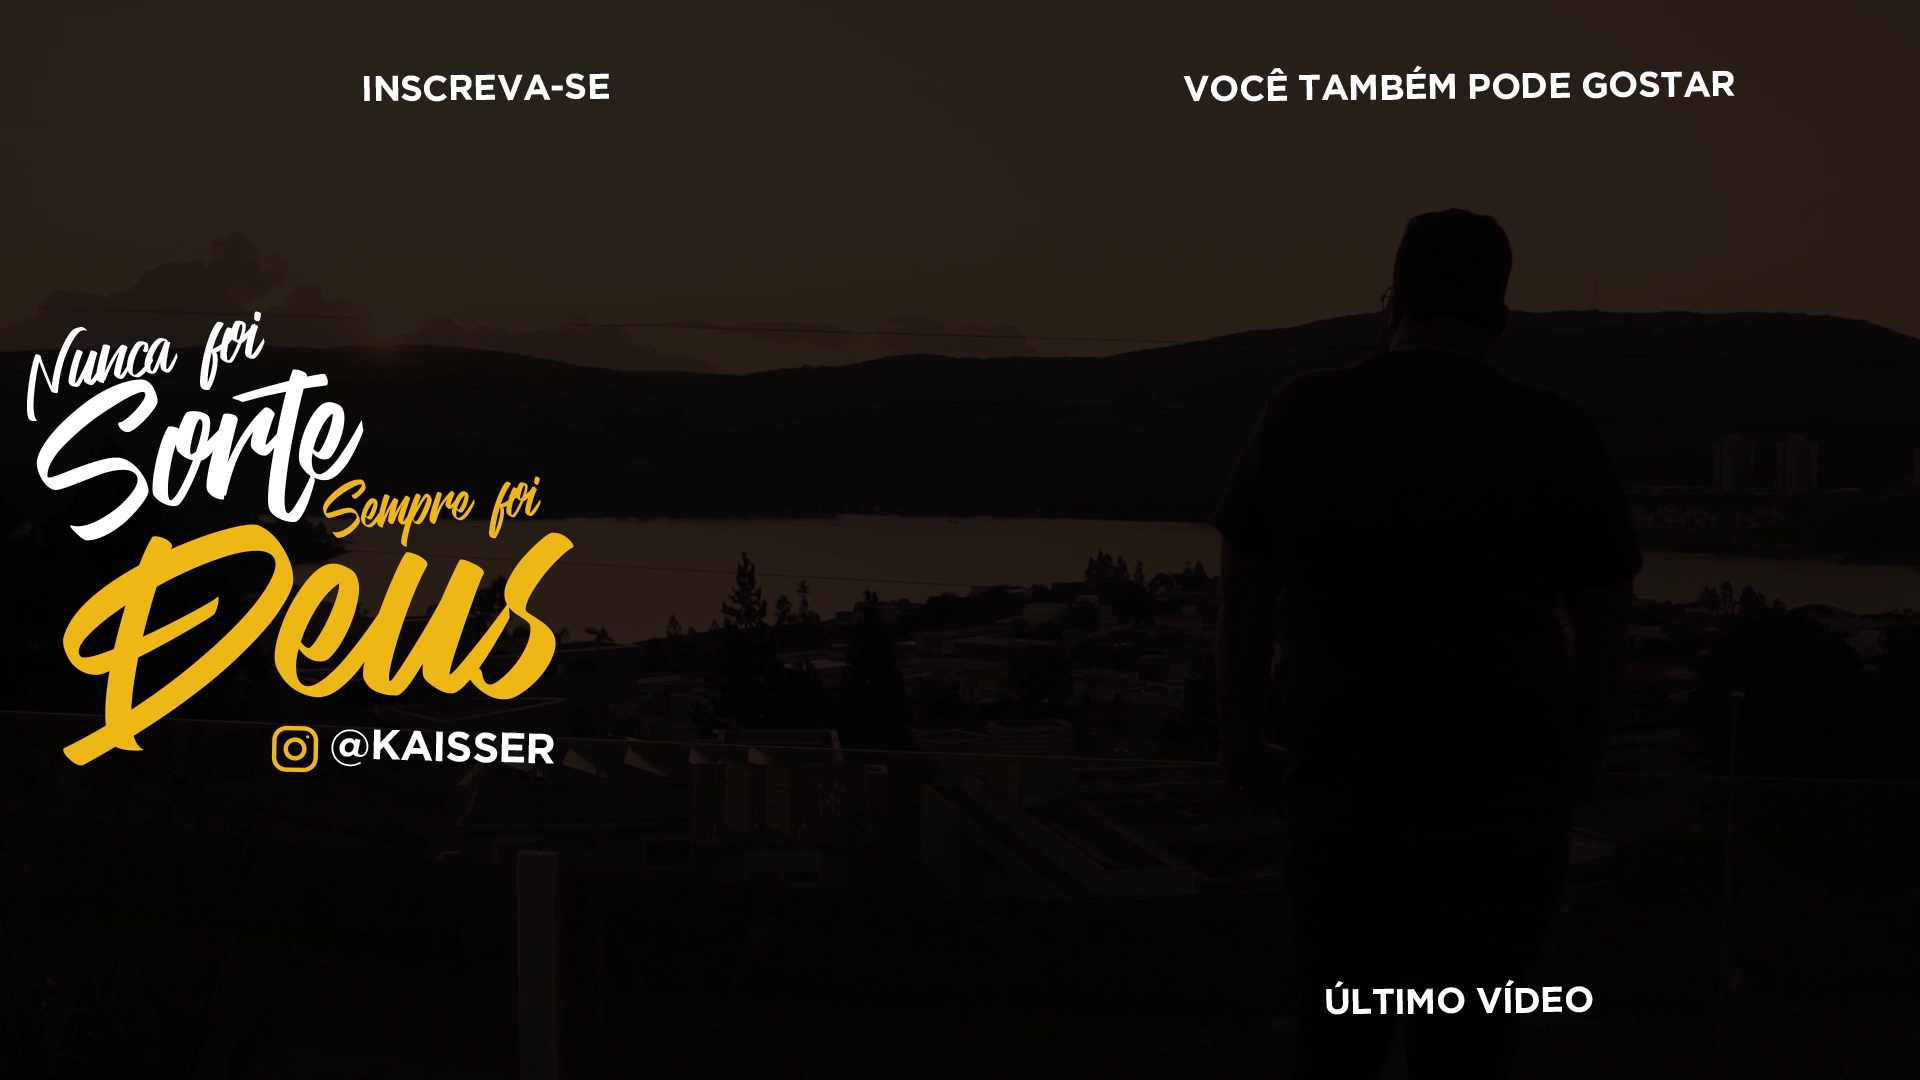 INSCREVA-SE
VOCÊ TAMBÉM PODE GOSTAR
Nunca foi
Sorte
Sempre foi
Deus
@KAISSER
ÚLTIMO VÍDEO